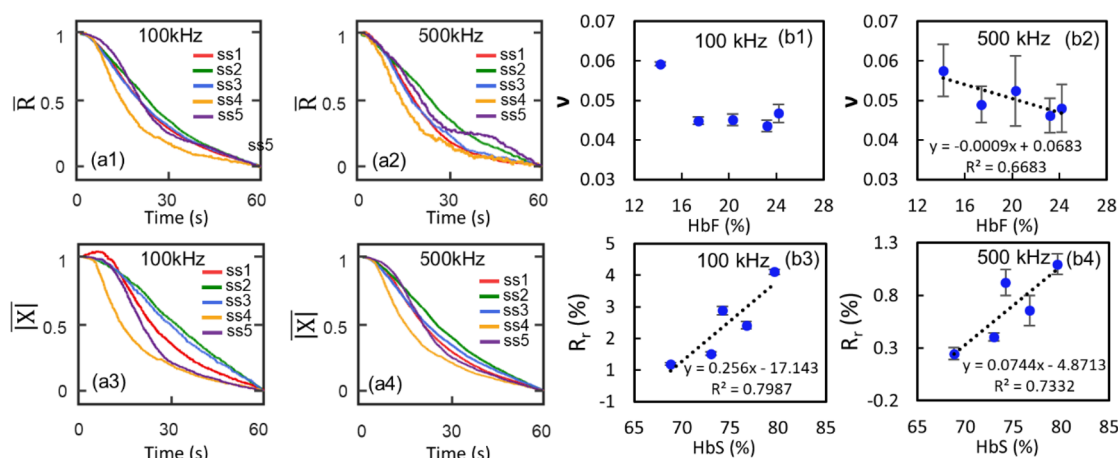 R̅
1
0.5
0
100kHz
ss1
ss2
ss3
ss4
ss5
ss5
(a1)
0 30 60
Time (s)
R̅
1
0.5
0
500kHz
ss1
ss2
ss3
ss4
ss5
(a2)
0 30 60
Time (s)
ν
0.07
0.06
0.05
0.04
0.03
100 kHz
(b1)
12 16 20 24 28
HbF (%)
ν
0.07
0.06
0.05
0.04
0.03
500 kHz
(b2)
y = -0.0009x + 0.0683
R² = 0.6683
12 16 20 24 28
HbF (%)
|X̅|
1
0.5
0
100kHz
ss1
ss2
ss3
ss4
ss5
(a3)
0 30 60
Time (s)
|X̅|
1
0.5
0
500kHz
ss1
ss2
ss3
ss4
ss5
(a4)
0 30 60
Time (s)
Rr (%)
5
4
3
2
1
0
-1
100 kHz
(b3)
y = 0.256x - 17.143
R² = 0.7987
65 70 75 80 85
HbS (%)
Rr (%)
1.3
0.8
0.3
-0.2
500 kHz
(b4)
y = 0.0744x - 4.8713
R² = 0.7332
65 70 75 80 85
HbS (%)